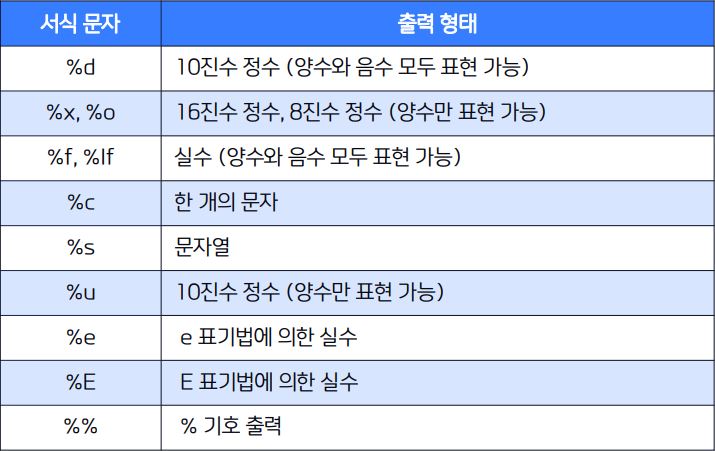 서식 문자 출력 형태
%d 10진수 정수 (양수와 음수 모두 표현 가능)
%x, %o 16진수 정수, 8진수 정수 (양수만 표현 가능)
%f, %lf 실수 (양수와 음수 모두 표현 가능)
%c 한 개의 문자
%s 문자열
%u 10진수 정수 (양수만 표현 가능)
%e e 표기법에 의한 실수
%E E 표기법에 의한 실수
%% % 기호 출력